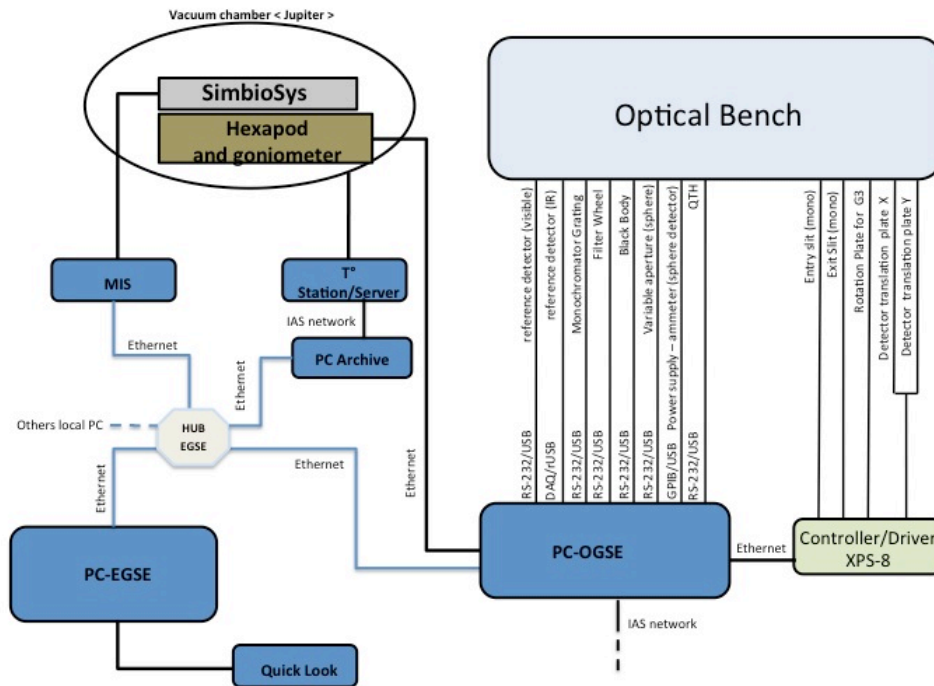 Vacuum chamber < Jupiter >
SimbioSys
Hexapod
and goniometer
Optical Bench
reference detector (visible)
reference detector (IR)
Monochromator Grating
Filter Wheel
Black Body
Variable aperture (sphere)
Power supply – ammeter (sphere detector)
QTH
Entry slit (mono)
Exit Slit (mono)
Rotation Plate for G3
Detector translation plate X
Detector translation plate Y
MIS
T°
Station/Server
IAS network
PC Archive
Ethernet
Ethernet
Others local PC
HUB
EGSE
Ethernet
Ethernet
Ethernet
RS-232/USB
DAQ/rUSB
RS-232/USB
RS-232/USB
RS-232/USB
RS-232/USB
GPIB/USB
RS-232/USB
PC-EGSE
PC-OGSE
Ethernet
Controller/Driver
XPS-8
IAS network
Quick Look